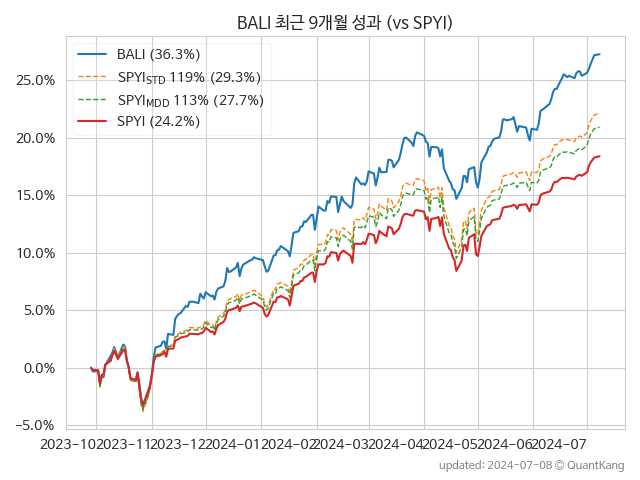 BALI 최근 9개월 성과 (vs SPYI)
BALI (36.3%)
SPYI_STD 119% (29.3%)
SPYI_MDD 113% (27.7%)
SPYI (24.2%)
25.0%
20.0%
15.0%
10.0%
5.0%
0.0%
-5.0%
2023-10 2023-11 2023-12 2024-01 2024-02 2024-03 2024-04 2024-05 2024-06 2024-07
updated: 2024-07-08 © QuantKang